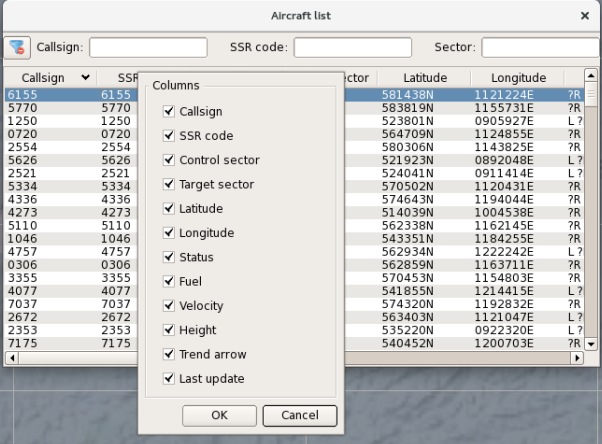 Aircraft list
Callsign: SSR code: Sector:
Callsign SSR ector Latitude Longitude
6155 6155 581438N 1121224E ?R
5770 5770 583819N 1155731E ?R
1250 1250 523801N 0905927E L ?
0720 0720 564709N 1124855E ?R
2554 2554 580306N 1143825E ?R
5626 5626 521923N 0892048E L ?
2521 2521 524041N 0911414E L ?
5334 5334 570502N 1120431E ?R
4336 4336 574643N 1194044E ?R
4273 4273 514039N 1004538E ?R
5110 5110 562338N 1162145E ?R
1046 1046 543351N 1184255E ?R
4757 4757 562934N 1222242E L ?
0306 0306 562859N 1163711E ?R
3355 3355 570453N 1154803E ?R
4077 4077 541855N 1214415E L ?
7037 7037 574320N 1192832E ?R
2672 2672 563403N 1121047E L ?
2353 2353 535220N 0922320E L ?
7175 7175 540452N 1200703E ?R
Columns
Callsign
SSR code
Control sector
Target sector
Latitude
Longitude
Status
Fuel
Velocity
Height
Trend arrow
Last update
OK Cancel